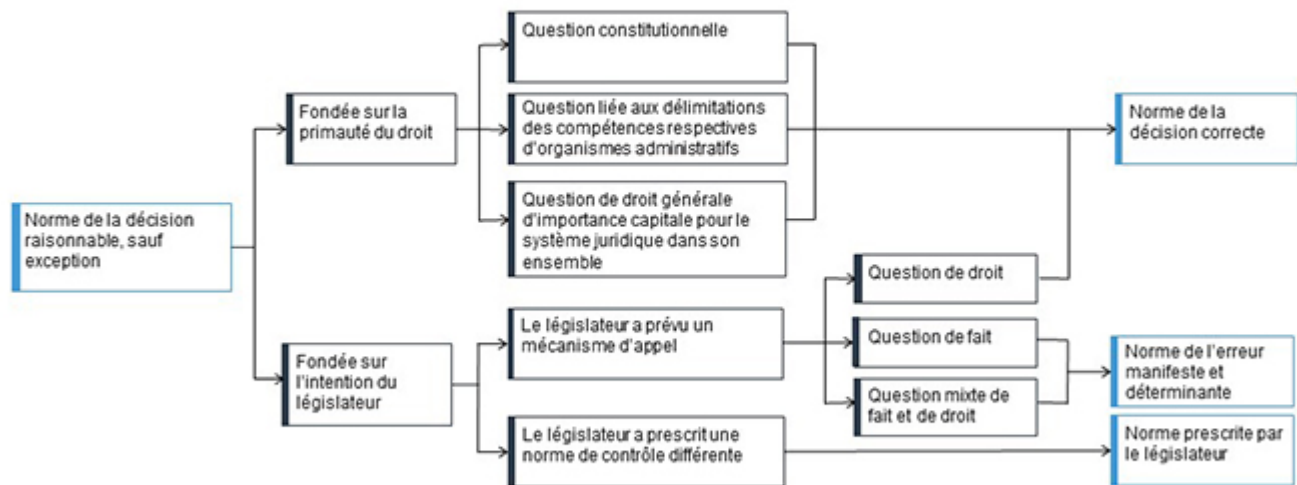 Norme de la décision
raisonnable, sauf
exception
Fondée sur la
primauté du droit
Question constitutionnelle
Question liée aux délimitations
des compétences respectives
d'organismes administratifs
Question de droit générale
d'importance capitale pour le
système juridique dans son
ensemble
Norme de la
décision correcte
Fondée sur
l'intention du
législateur
Le législateur a prévu un
mécanisme d'appel
Question de droit
Question de fait
Question mixte de
fait et de droit
Norme de l'erreur
manifeste et
déterminante
Le législateur a prescrit une
norme de contrôle différente
Norme prescrite par
le législateur